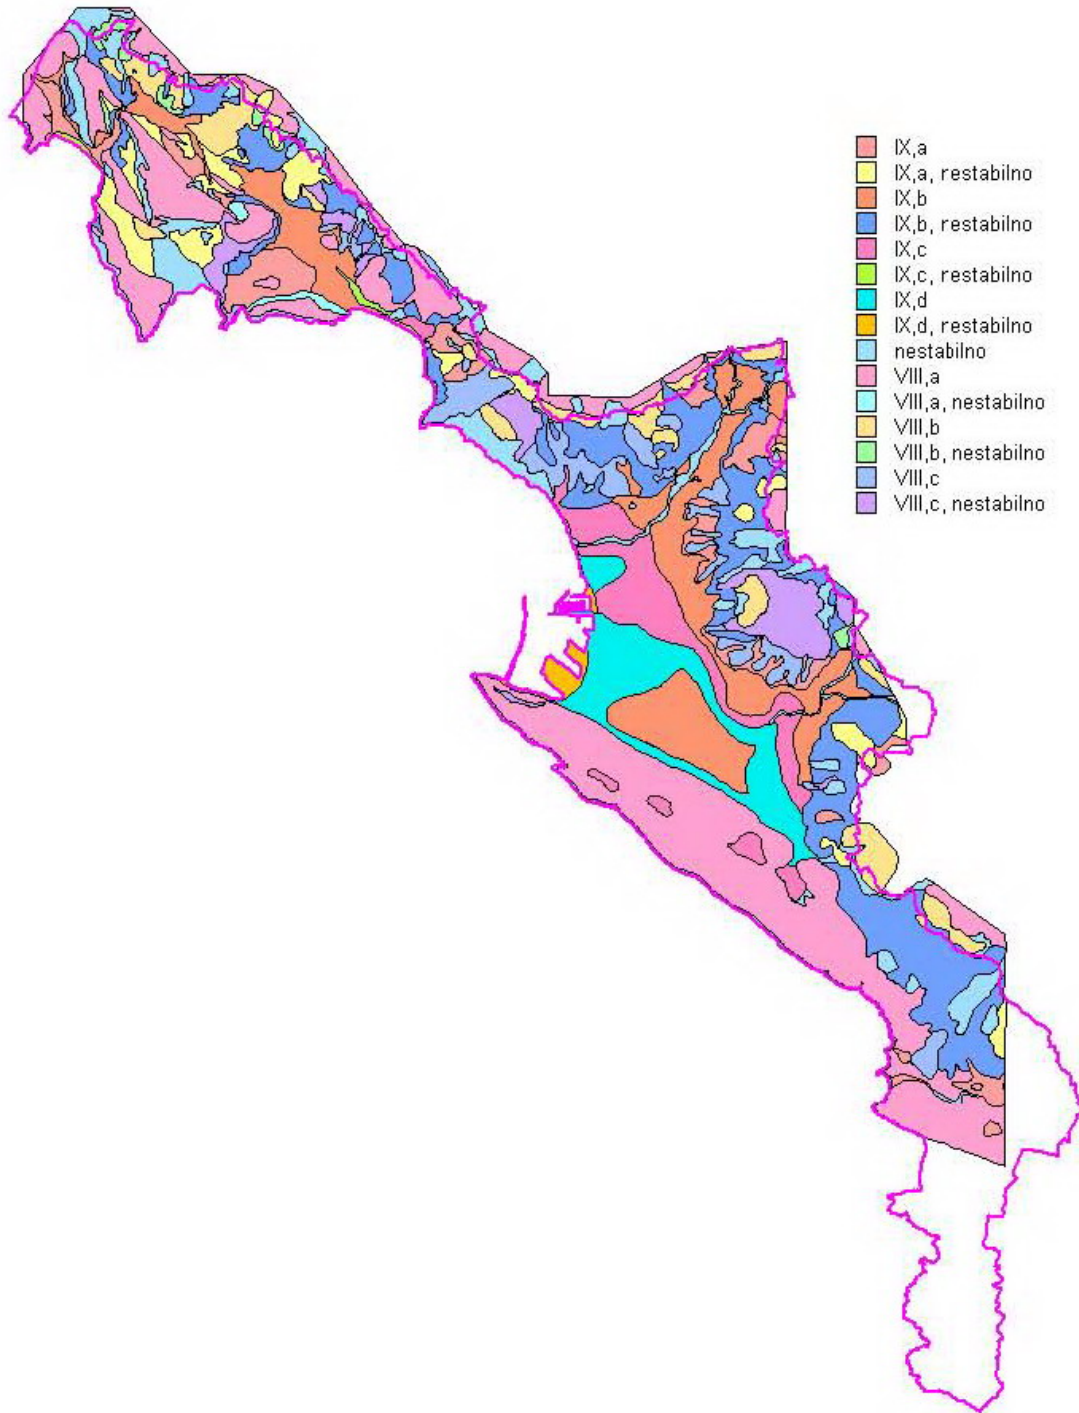 IX,a
IX,a, restabilno
IX,b
IX,b, restabilno
IX,c
IX,c, restabilno
IX,d
IX,d, restabilno
nestabilno
VIII,a
VIII,a, nestabilno
VIII,b
VIII,b, nestabilno
VIII,c
VIII,c, nestabilno